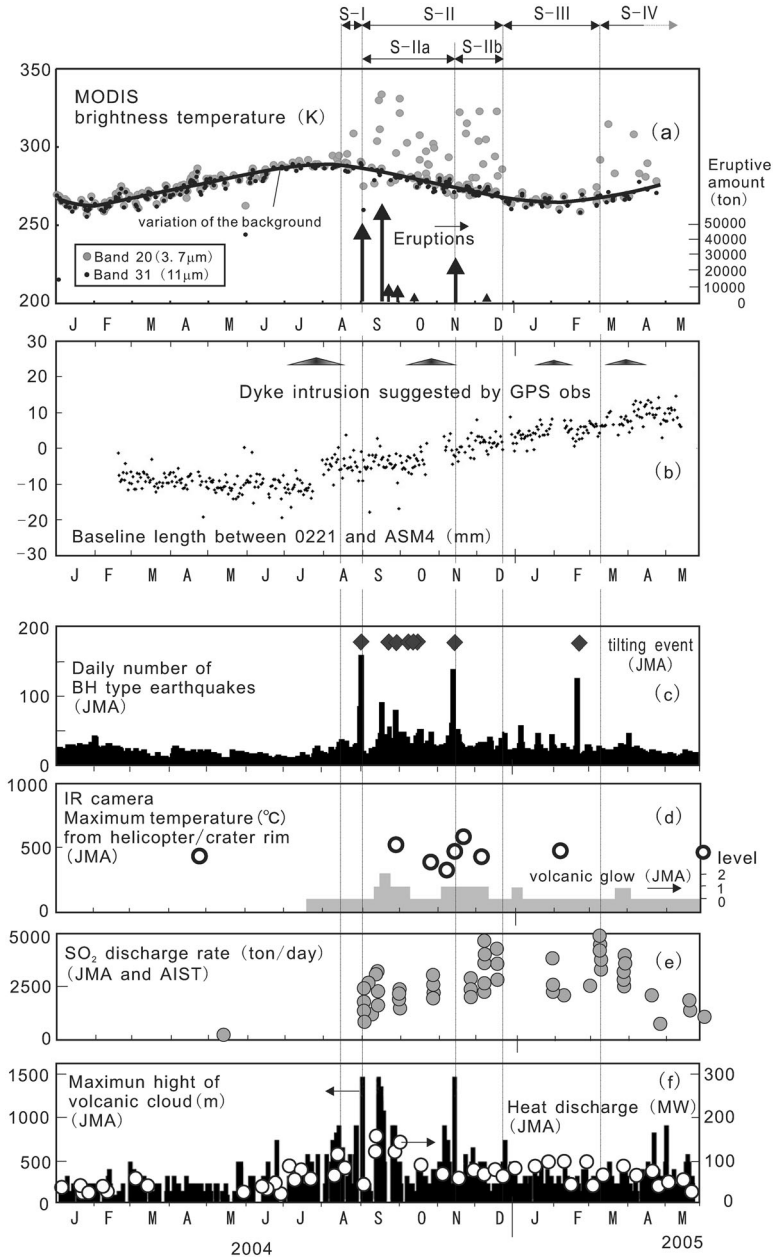 S-I S-II S-III S-IV
S-IIa S-IIb
350
300
250
200
MODIS
brightness temperature (K)
(a)
variation of the background
Band 20(3.7μm)
Band 31 (11μm)
Eruptions
Eruptive
amount
(ton)
50000
40000
30000
20000
10000
0
J F M A M J J A S O N D J F M A M
30
20
10
0
-10
-20
-30
Dyke intrusion suggested by GPS obs
(b)
Baseline length between 0221 and ASM4 (mm)
J F M A M J J A S O N D J F M A M
200
100
0
Daily number of
BH type earthquakes
(JMA)
tilting event
(JMA)
(c)
1000
500
0
IR camera
Maximum temperature(℃)
from helicopter/crater rim
(JMA)
(d)
volcanic glow (JMA)
level
2
1
0
5000
2500
0
SO₂ discharge rate (ton/day)
(JMA and AIST)
(e)
1500
1000
500
0
Maximun hight of
volcanic cloud(m)
(JMA)
(f)
Heat discharge (MW)
(JMA)
300
200
100
0
J F M A M J J A S O N D J F M A M
2004 2005